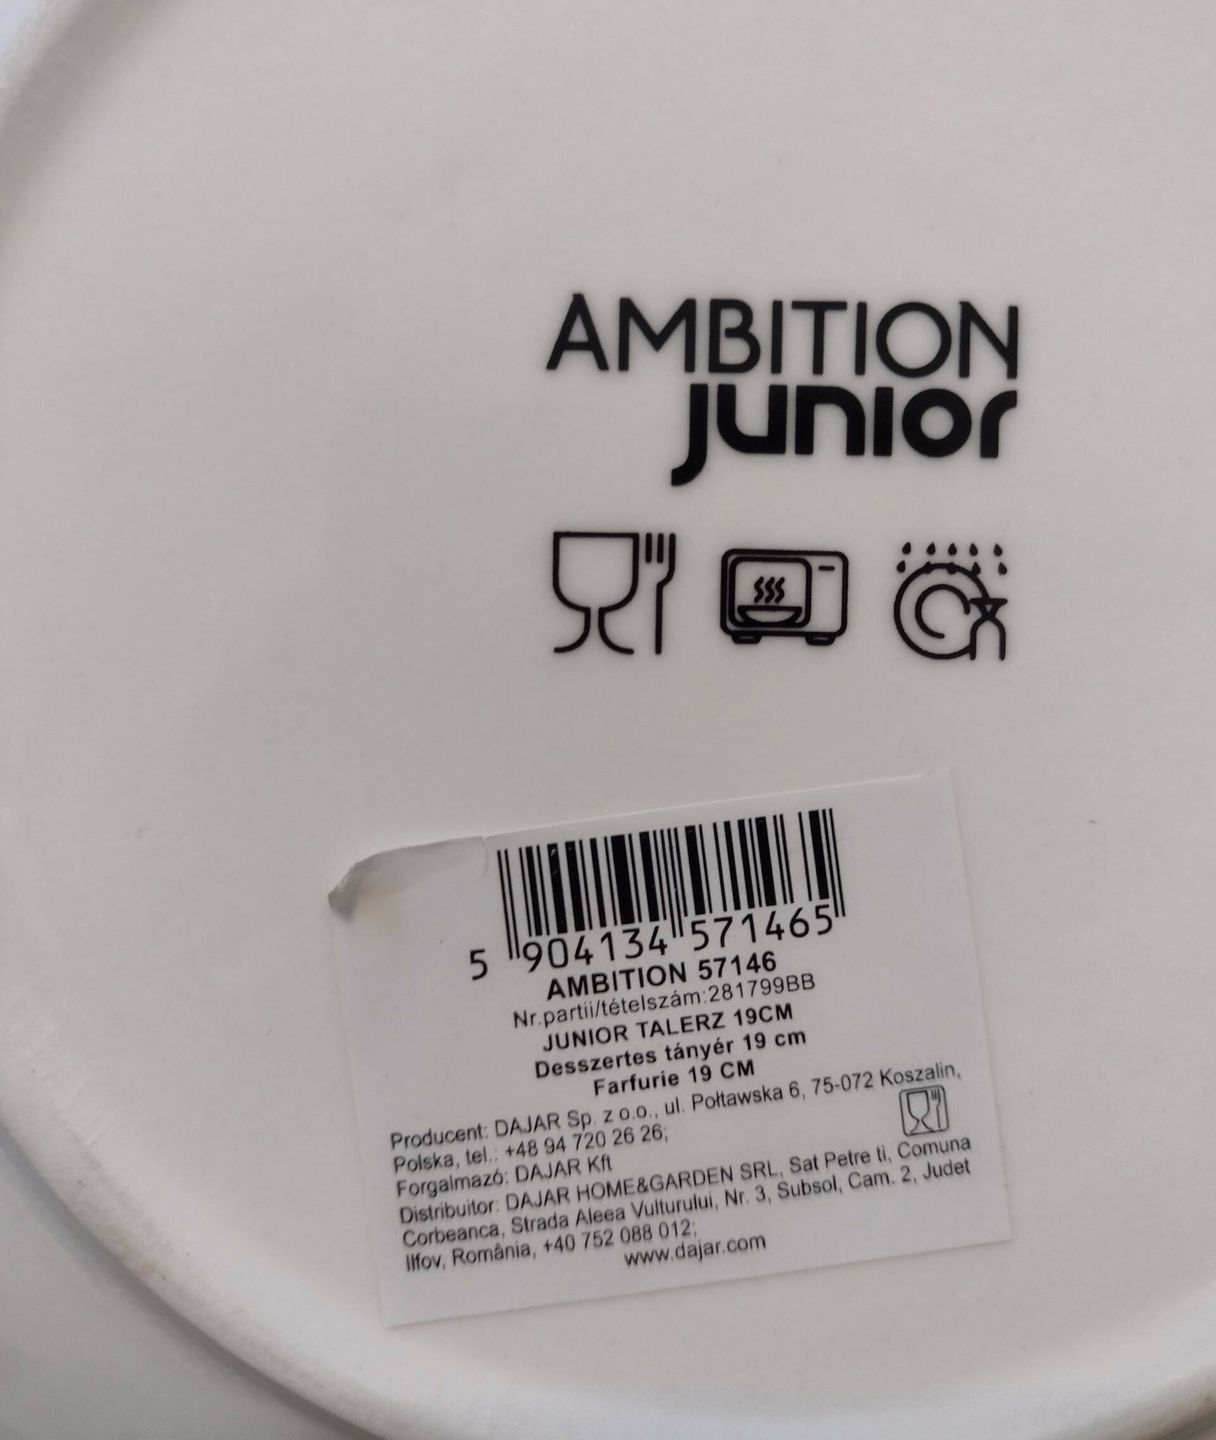 AMBITION
junior
5 904134 571465
AMBITION 57146
Nr.partii/tételszám:281799BB
JUNIOR TALERZ 19CM
Desszertes tányér 19 cm
Farfurie 19 CM
Producent: DAJAR Sp. z o.o., ul. Połtawska 6, 75-072 Koszalin,
Polska, tel.: +48 94 720 26 26;
Forgalmazó: DAJAR Kft
Distribuitor: DAJAR HOME&GARDEN SRL, Sat Petre ti, Comuna
Corbeanca, Strada Aleea Vulturului, Nr. 3, Subsol, Cam. 2, Judet
Ilfov, România, +40 752 088 012;
www.dajar.com